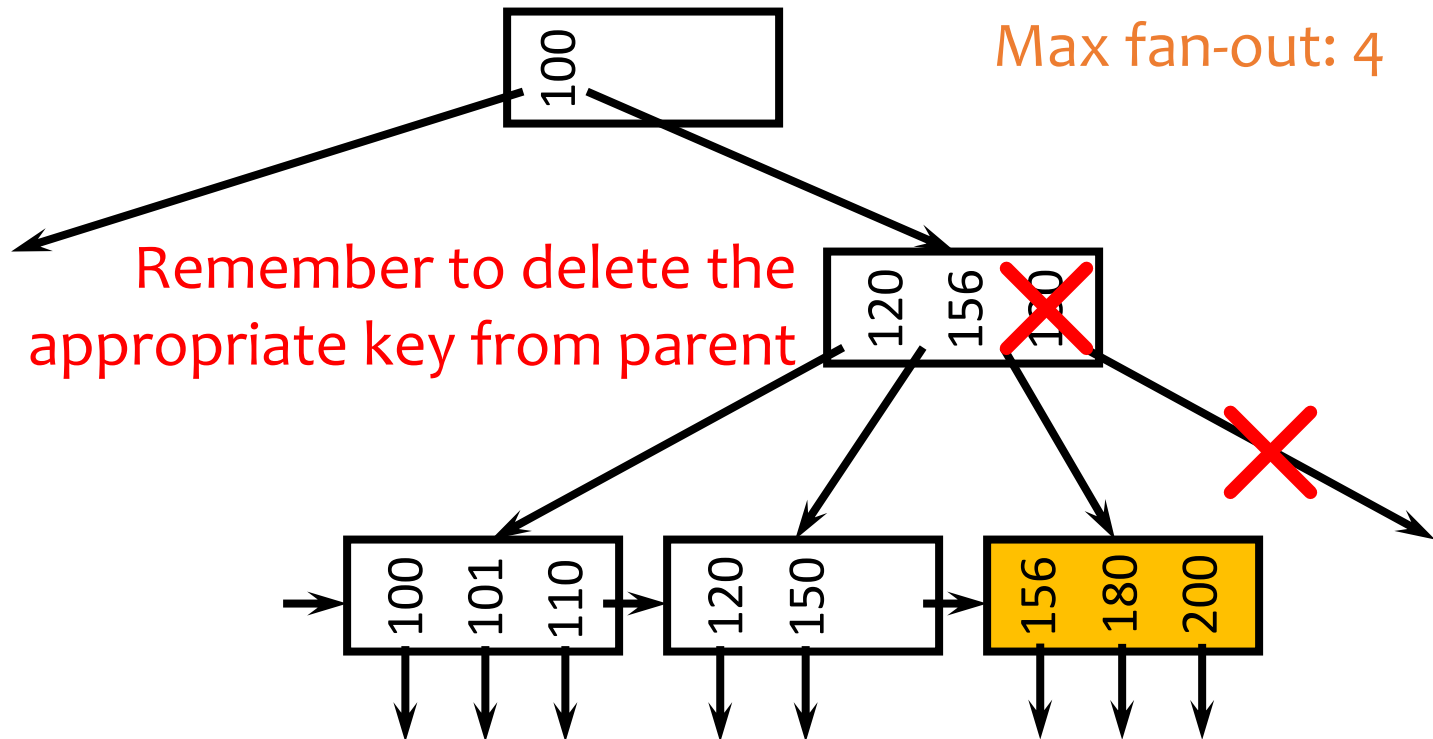 100
Max fan-out: 4
Remember to delete the
appropriate key from parent
120 156 180
100 101 110
120 150
156 180 200